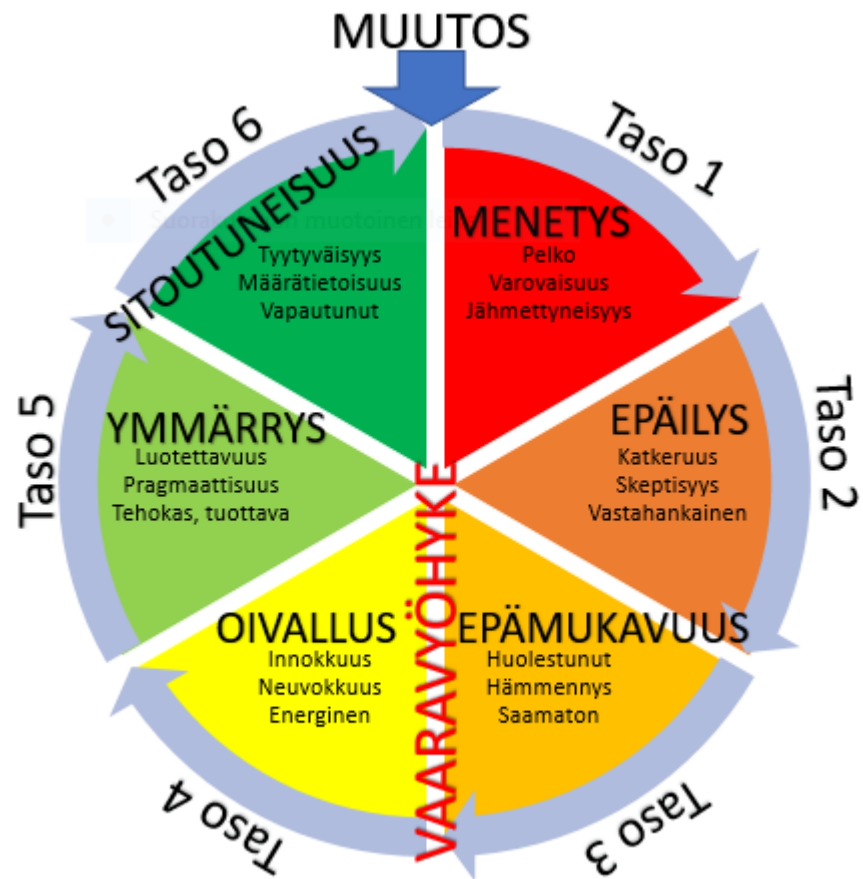 MUUTOS
Taso 1
MENETYS
Pelko
Varovaisuus
Jähmettyneisyys
Taso 2
EPÄILYS
Katkeruus
Skeptisyys
Vastahankainen
Taso 3
EPÄMUKAVUUS
Huolestunut
Hämmennys
Saamaton
VAARAVYÖHYKE
Taso 4
OIVALLUS
Innokkuus
Neuvokkuus
Energinen
Taso 5
YMMÄRRYS
Luotettavuus
Pragmaattisuus
Tehokas, tuottava
Taso 6
SITOUTUNEISUUS
Tyytyväisyys
Määrätietoisuus
Vapautunut
muotoinen